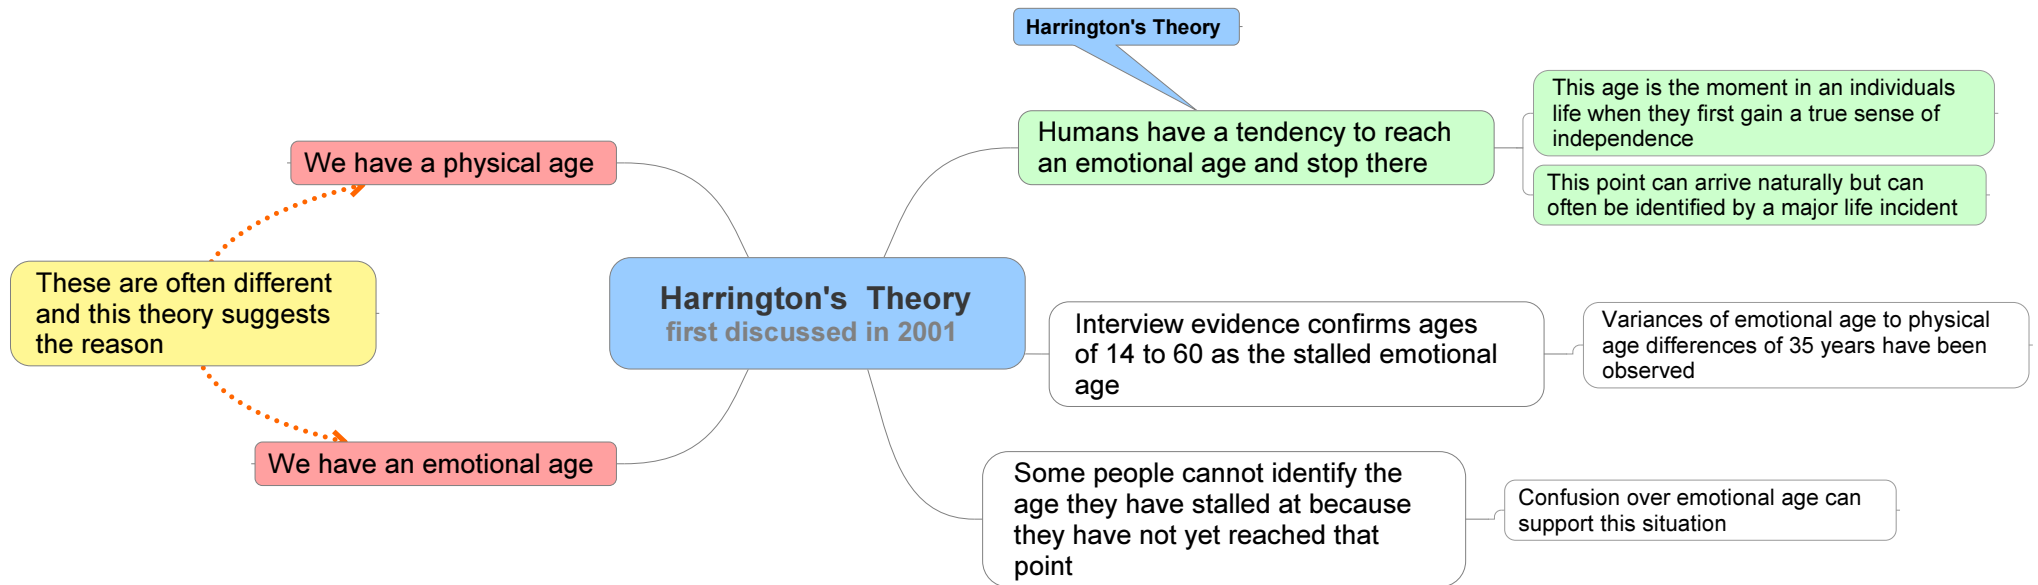 Harrington's Theory
Humans have a tendency to reach
an emotional age and stop there
This age is the moment in an individuals
life when they first gain a true sense of
independence
This point can arrive naturally but can
often be identified by a major life incident
We have a physical age
These are often different
and this theory suggests
the reason
We have an emotional age
Harrington's Theory
first discussed in 2001
Interview evidence confirms ages
of 14 to 60 as the stalled emotional
age
Variances of emotional age to physical
age differences of 35 years have been
observed
Some people cannot identify the
age they have stalled at because
they have not yet reached that
point
Confusion over emotional age can
support this situation